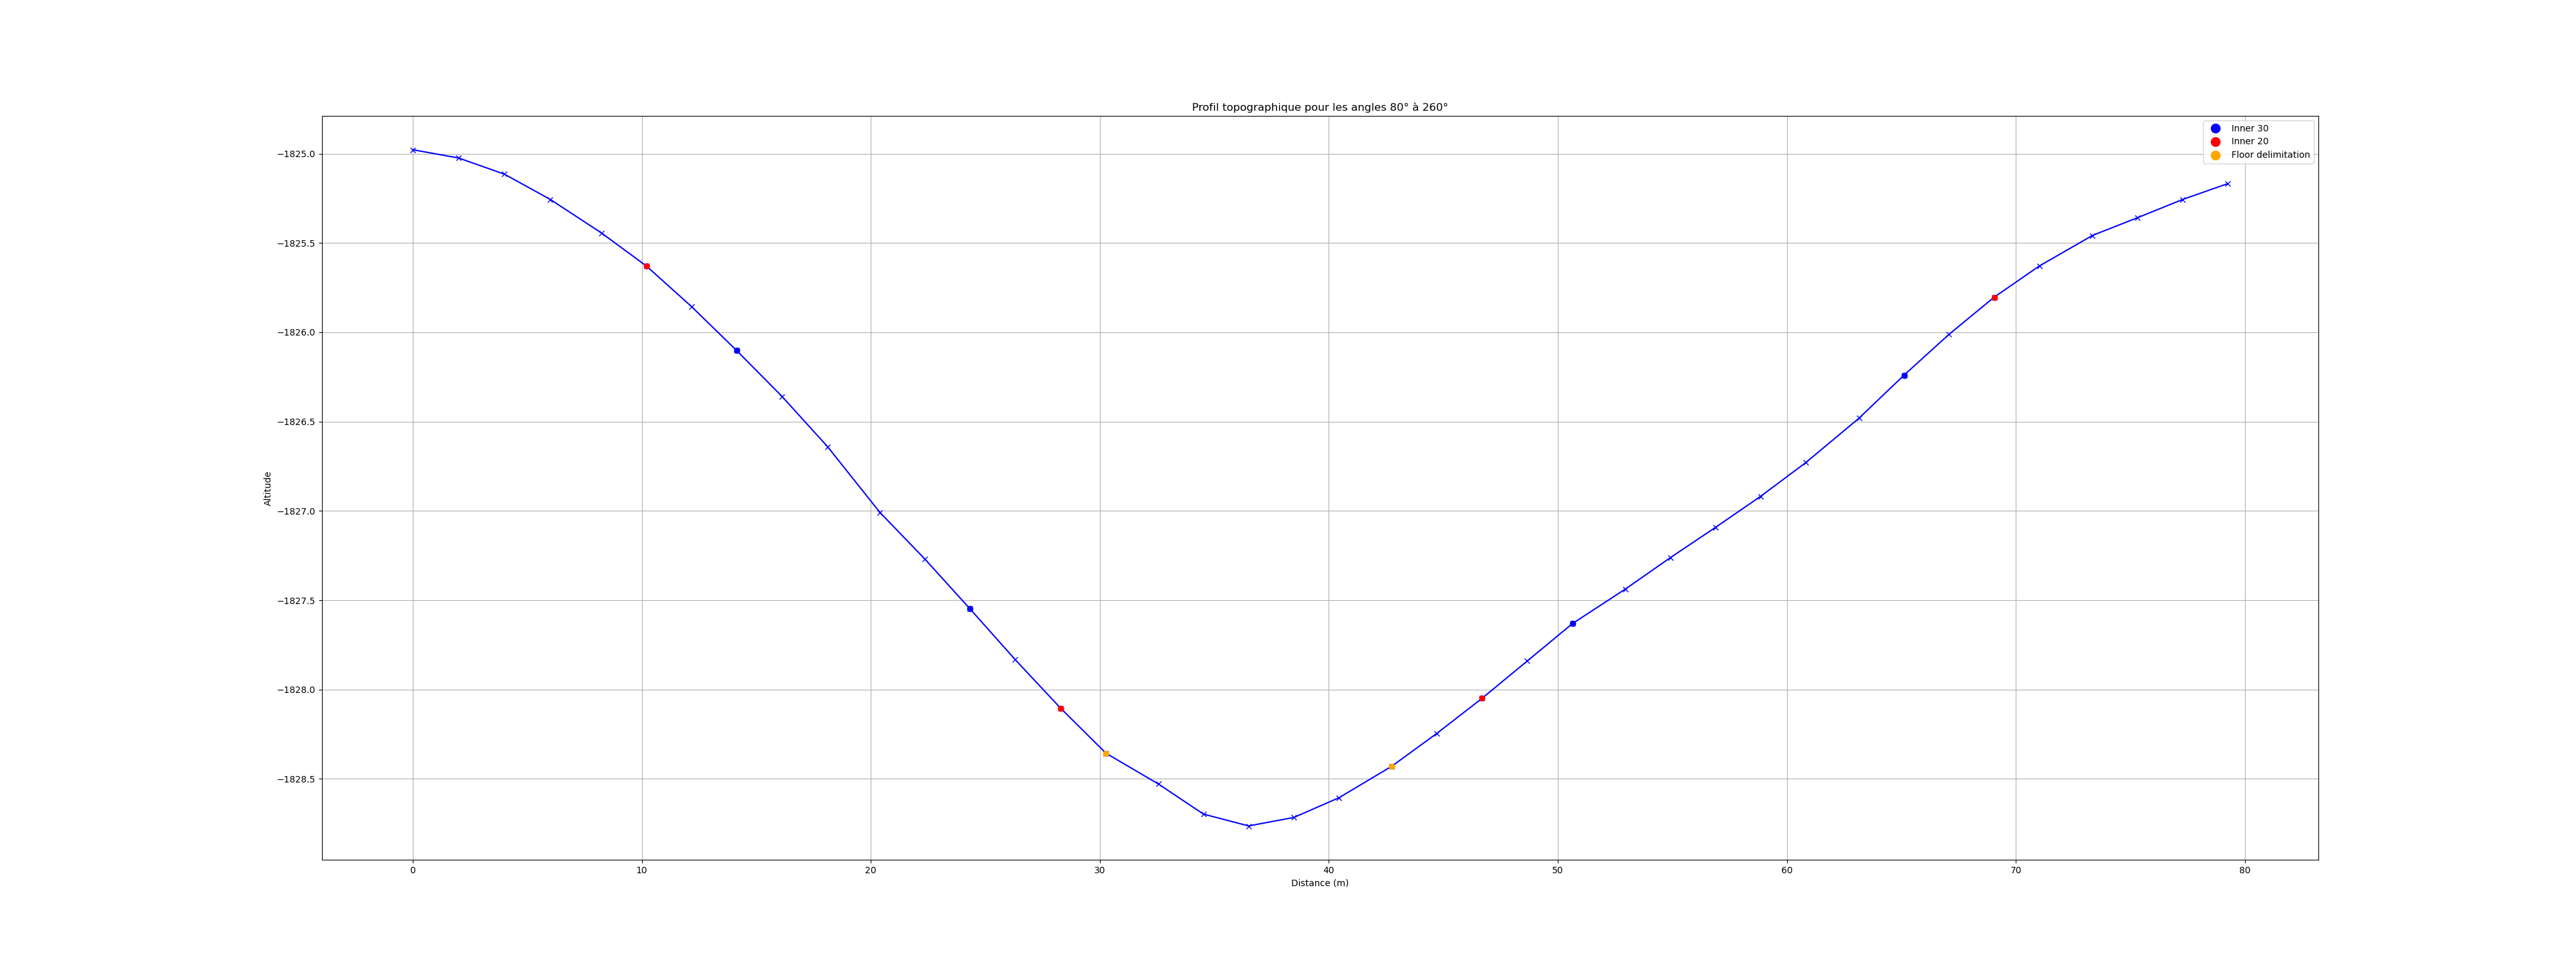 Profil topographique pour les angles 80° à 260°
Inner 30
Inner 20
Floor delimitation
Altitude
−1825.0
−1825.5
−1826.0
−1826.5
−1827.0
−1827.5
−1828.0
−1828.5
0 10 20 30 40 50 60 70 80
Distance (m)